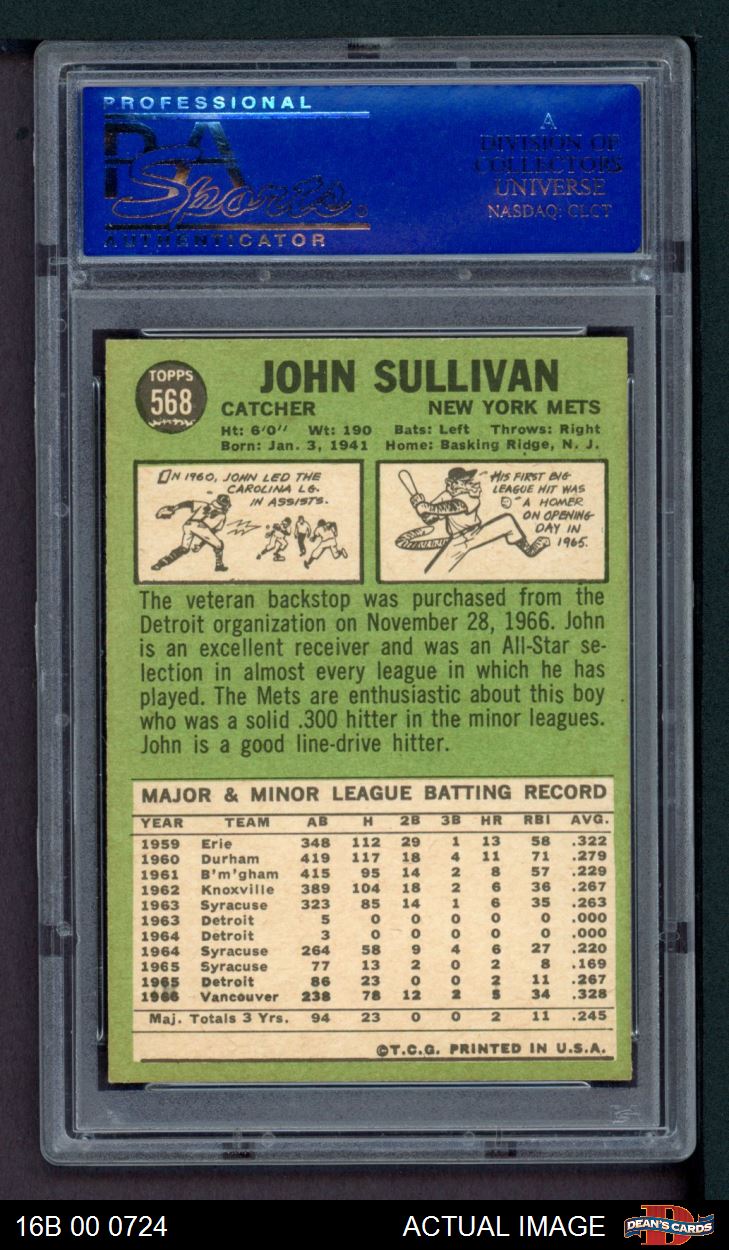 PROFESSIONAL
PSA
Sports
AUTHENTICATOR
A
DIVISION OF
COLLECTORS
UNIVERSE
NASDAQ: CLCT
TOPPS
568
JOHN SULLIVAN
CATCHER NEW YORK METS
Ht: 6'0" Wt: 190 Bats: Left Throws: Right
Born: Jan. 3, 1941 Home: Basking Ridge, N. J.
IN 1960, JOHN LED THE
CAROLINA LG.
IN ASSISTS.
HIS FIRST BIG
LEAGUE HIT WAS
A HOMER
ON OPENING
DAY IN
1965.
The veteran backstop was purchased from the
Detroit organization on November 28, 1966. John
is an excellent receiver and was an All-Star se-
lection in almost every league in which he has
played. The Mets are enthusiastic about this boy
who was a solid .300 hitter in the minor leagues.
John is a good line-drive hitter.
MAJOR & MINOR LEAGUE BATTING RECORD
YEAR TEAM AB H 2B 3B HR RBI AVG.
1959 Erie 348 112 29 1 13 58 .322
1960 Durham 419 117 18 4 11 71 .279
1961 B'm'gham 415 95 14 2 8 57 .229
1962 Knoxville 389 104 18 2 6 36 .267
1963 Syracuse 323 85 14 1 6 35 .263
1963 Detroit 5 0 0 0 0 0 .000
1964 Detroit 3 0 0 0 0 0 .000
1964 Syracuse 264 58 9 4 6 27 .220
1965 Syracuse 77 13 2 0 2 8 .169
1965 Detroit 86 23 0 0 2 11 .267
1966 Vancouver 238 78 12 2 5 34 .328
Maj. Totals 3 Yrs. 94 23 0 0 2 11 .245
©T.C.G. PRINTED IN U.S.A.
16B 00 0724 ACTUAL IMAGE DEAN'S CARDS